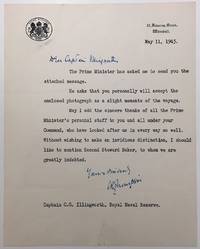 May 11, 1943.
Dear Captain Illingworth
The Prime Minister has asked me to send you the
attached message.
He asks that you personally will accept the
enclosed photograph as a slight memento of the voyage.
May I add the sincere thanks of all the Prime
Minister's personal staff to you and all under your
Command, who have looked after us in every way so well.
Without wishing to make an invidious distinction, I should
like to mention Second Steward Baker, to whom we are
greatly indebted.
Yours sincerely
Captain C.G. Illingworth, Royal Naval Reserve.